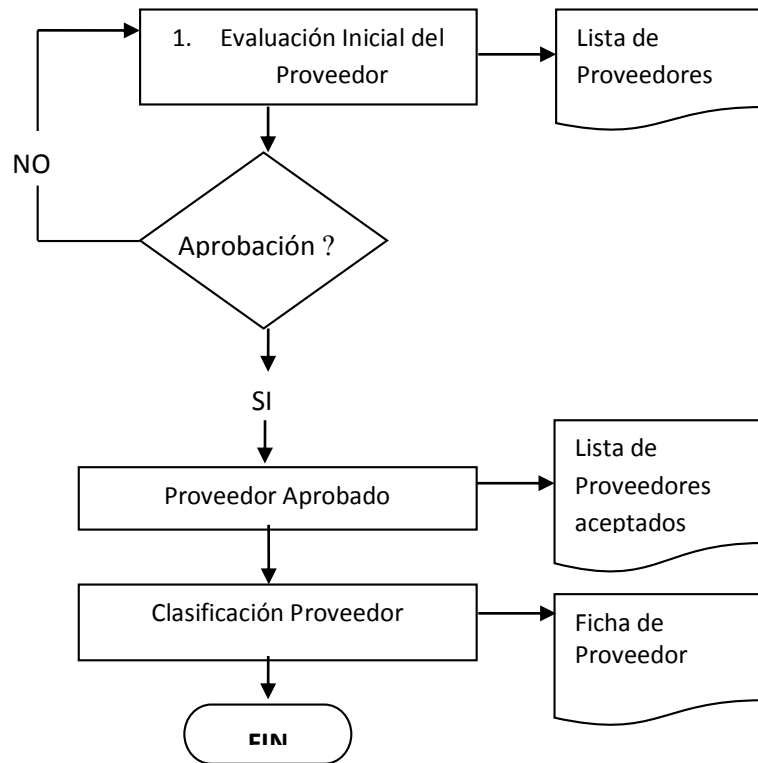 1. Evaluación Inicial del
Proveedor
Lista de
Proveedores
NO
Aprobación ?
SI
Lista de
Proveedores
aceptados
Proveedor Aprobado
Clasificación Proveedor
Ficha de
Proveedor
FIN